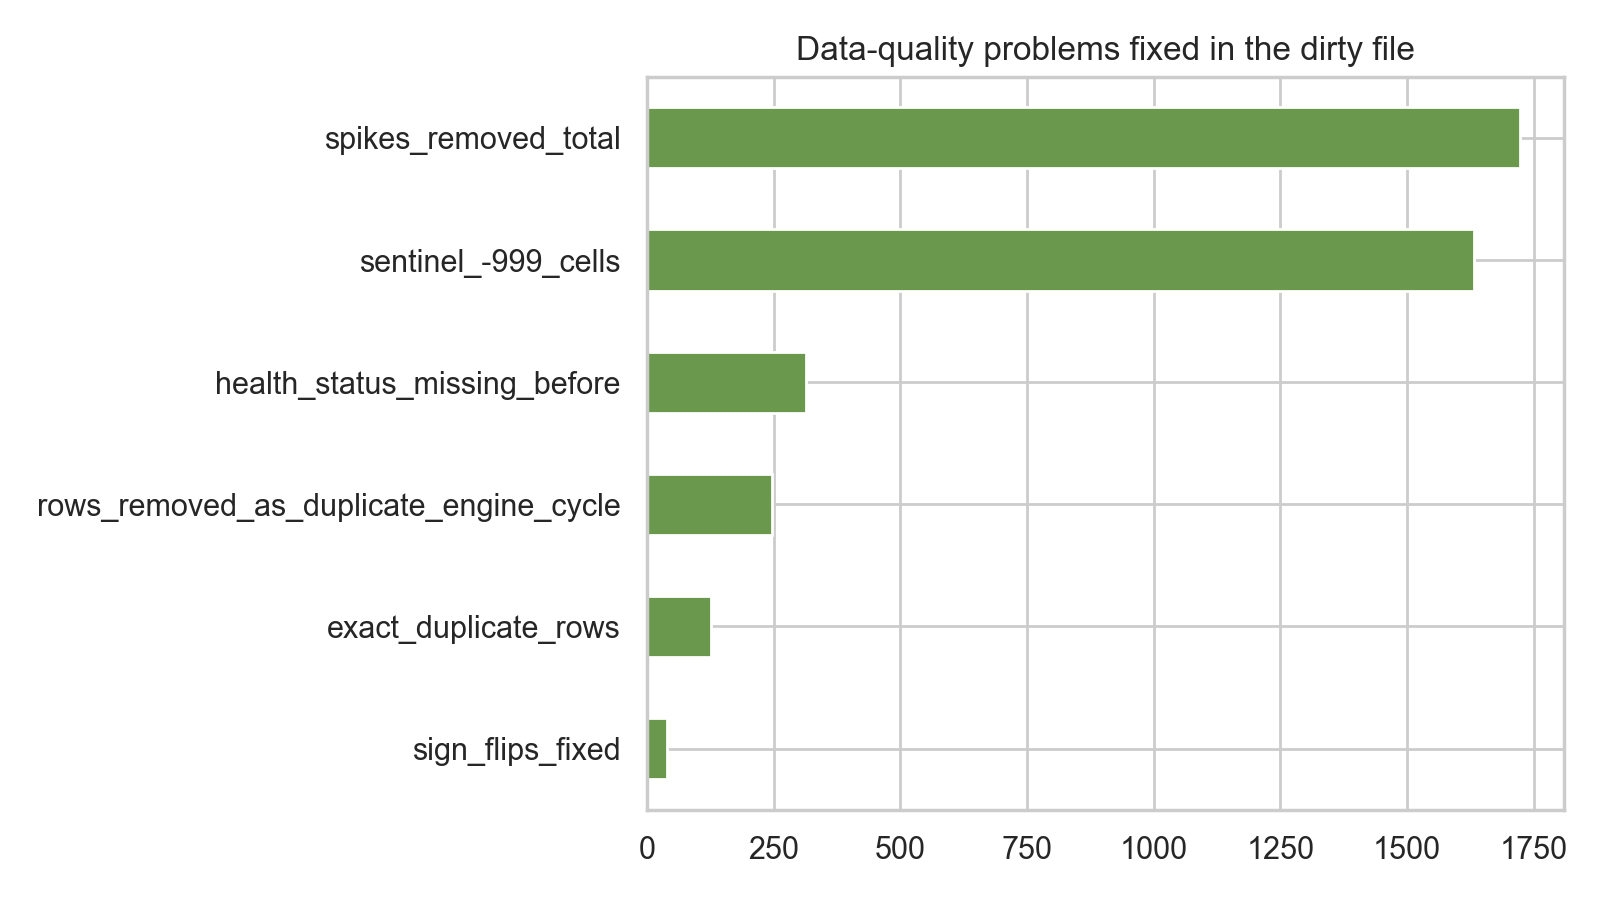 Data-quality problems fixed in the dirty file
spikes_removed_total
sentinel_-999_cells
health_status_missing_before
rows_removed_as_duplicate_engine_cycle
exact_duplicate_rows
sign_flips_fixed
0 250 500 750 1000 1250 1500 1750